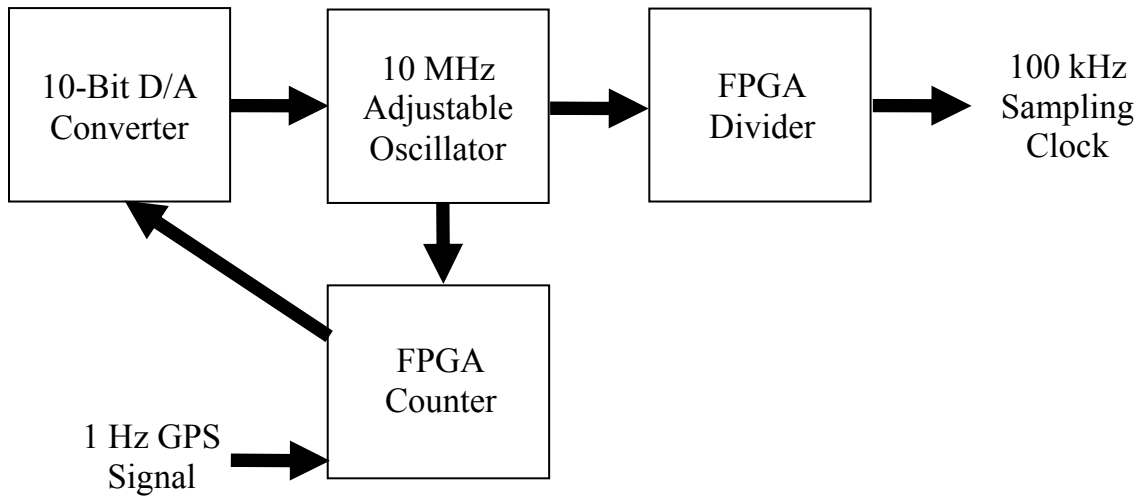 10-Bit D/A
Converter
10 MHz
Adjustable
Oscillator
FPGA
Divider
100 kHz
Sampling
Clock
FPGA
Counter
1 Hz GPS
Signal